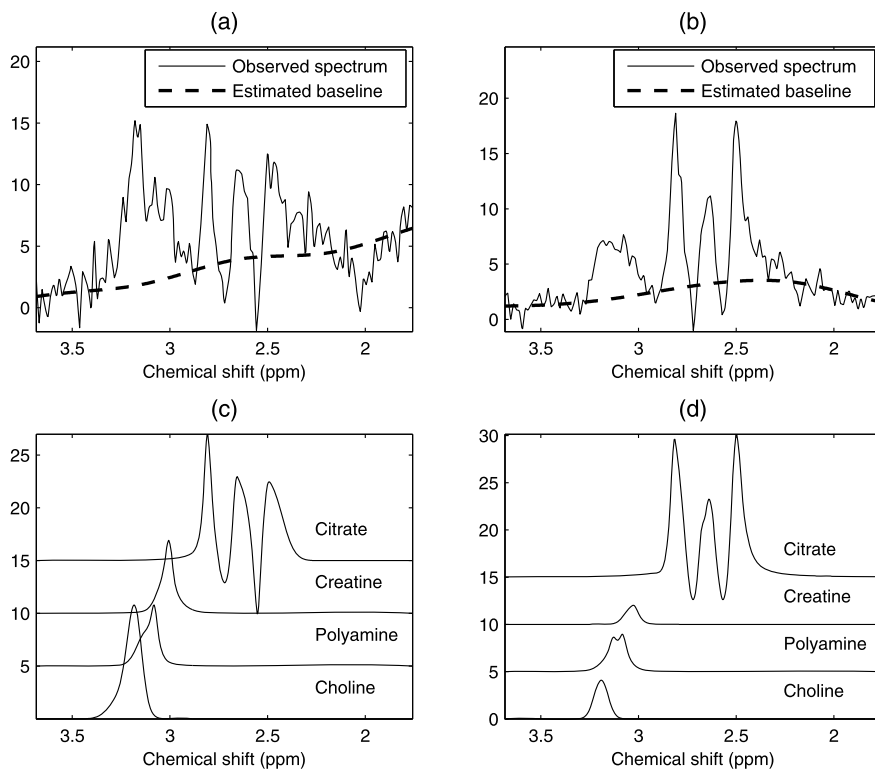 (a)
20
15
10
5
0
3.5 3 2.5 2
Chemical shift (ppm)
Observed spectrum
Estimated baseline
(b)
20
15
10
5
0
3.5 3 2.5 2
Chemical shift (ppm)
Observed spectrum
Estimated baseline
(c)
25
20
15
10
5
3.5 3 2.5 2
Chemical shift (ppm)
Citrate
Creatine
Polyamine
Choline
(d)
30
25
20
15
10
5
0
3.5 3 2.5 2
Chemical shift (ppm)
Citrate
Creatine
Polyamine
Choline